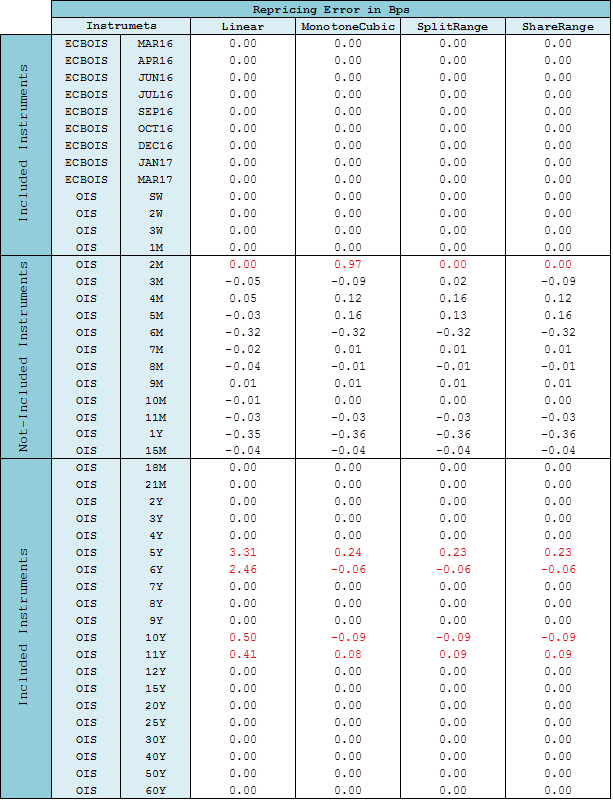 Repricing Error in Bps
Instrumets Linear MonotoneCubic SplitRange ShareRange
Included Instruments
ECBOIS MAR16 0.00 0.00 0.00 0.00
ECBOIS APR16 0.00 0.00 0.00 0.00
ECBOIS JUN16 0.00 0.00 0.00 0.00
ECBOIS JUL16 0.00 0.00 0.00 0.00
ECBOIS SEP16 0.00 0.00 0.00 0.00
ECBOIS OCT16 0.00 0.00 0.00 0.00
ECBOIS DEC16 0.00 0.00 0.00 0.00
ECBOIS JAN17 0.00 0.00 0.00 0.00
ECBOIS MAR17 0.00 0.00 0.00 0.00
OIS SW 0.00 0.00 0.00 0.00
OIS 2W 0.00 0.00 0.00 0.00
OIS 3W 0.00 0.00 0.00 0.00
OIS 1M 0.00 0.00 0.00 0.00
Not-Included Instruments
OIS 2M 0.00 0.97 0.00 0.00
OIS 3M -0.05 -0.09 0.02 -0.09
OIS 4M 0.05 0.12 0.16 0.12
OIS 5M -0.03 0.16 0.13 0.16
OIS 6M -0.32 -0.32 -0.32 -0.32
OIS 7M -0.02 0.01 0.01 0.01
OIS 8M -0.04 -0.01 -0.01 -0.01
OIS 9M 0.01 0.01 0.01 0.01
OIS 10M -0.01 0.00 0.00 0.00
OIS 11M -0.03 -0.03 -0.03 -0.03
OIS 1Y -0.35 -0.36 -0.36 -0.36
OIS 15M -0.04 -0.04 -0.04 -0.04
Included Instruments
OIS 18M 0.00 0.00 0.00 0.00
OIS 21M 0.00 0.00 0.00 0.00
OIS 2Y 0.00 0.00 0.00 0.00
OIS 3Y 0.00 0.00 0.00 0.00
OIS 4Y 0.00 0.00 0.00 0.00
OIS 5Y 3.31 0.24 0.23 0.23
OIS 6Y 2.46 -0.06 -0.06 -0.06
OIS 7Y 0.00 0.00 0.00 0.00
OIS 8Y 0.00 0.00 0.00 0.00
OIS 9Y 0.00 0.00 0.00 0.00
OIS 10Y 0.50 -0.09 -0.09 -0.09
OIS 11Y 0.41 0.08 0.09 0.09
OIS 12Y 0.00 0.00 0.00 0.00
OIS 15Y 0.00 0.00 0.00 0.00
OIS 20Y 0.00 0.00 0.00 0.00
OIS 25Y 0.00 0.00 0.00 0.00
OIS 30Y 0.00 0.00 0.00 0.00
OIS 40Y 0.00 0.00 0.00 0.00
OIS 50Y 0.00 0.00 0.00 0.00
OIS 60Y 0.00 0.00 0.00 0.00